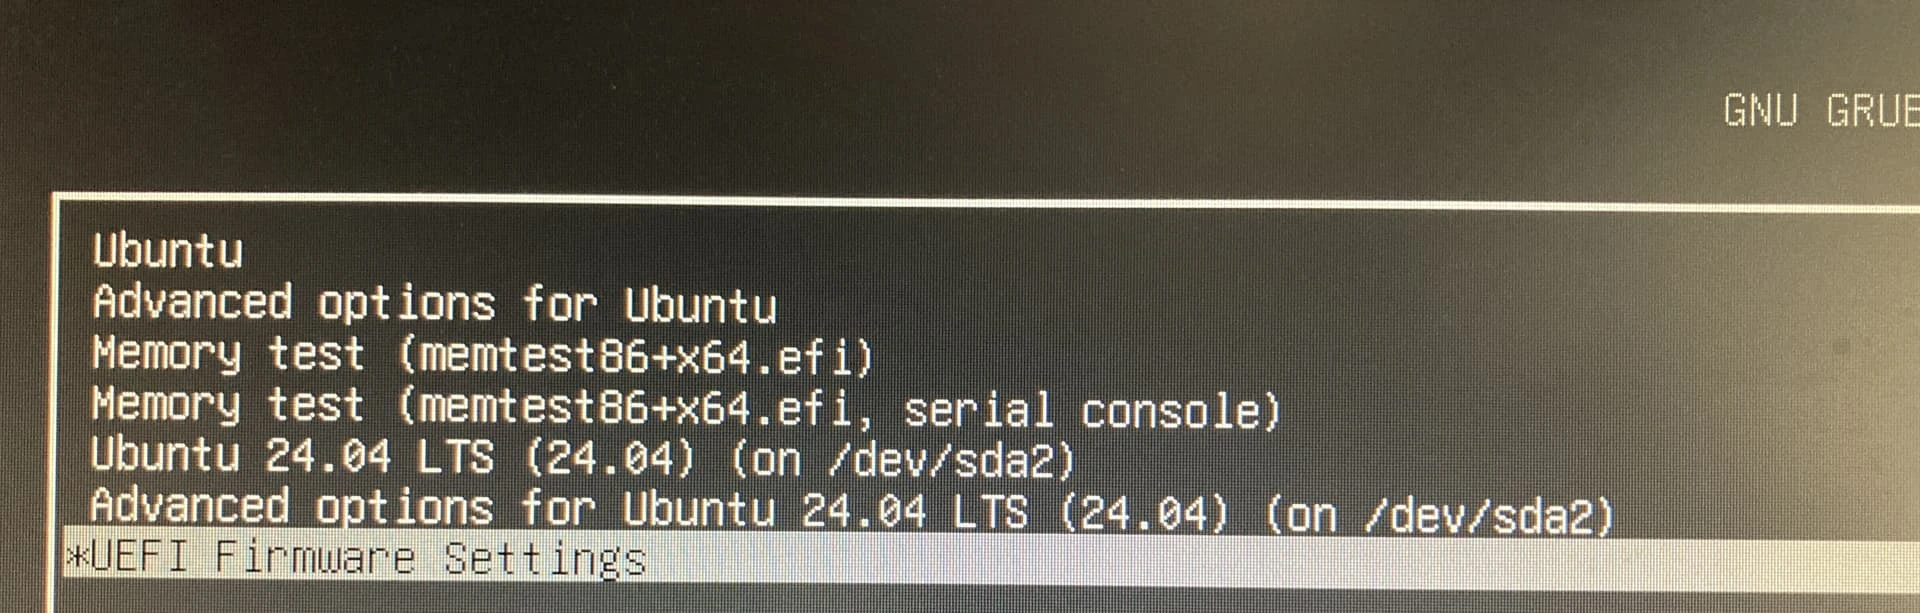 GNU GRUB
Ubuntu
Advanced options for Ubuntu
Memory test (memtest86+x64.efi)
Memory test (memtest86+x64.efi, serial console)
Ubuntu 24.04 LTS (24.04) (on /dev/sda2)
Advanced options for Ubuntu 24.04 LTS (24.04) (on /dev/sda2)
*UEFI Firmware Settings